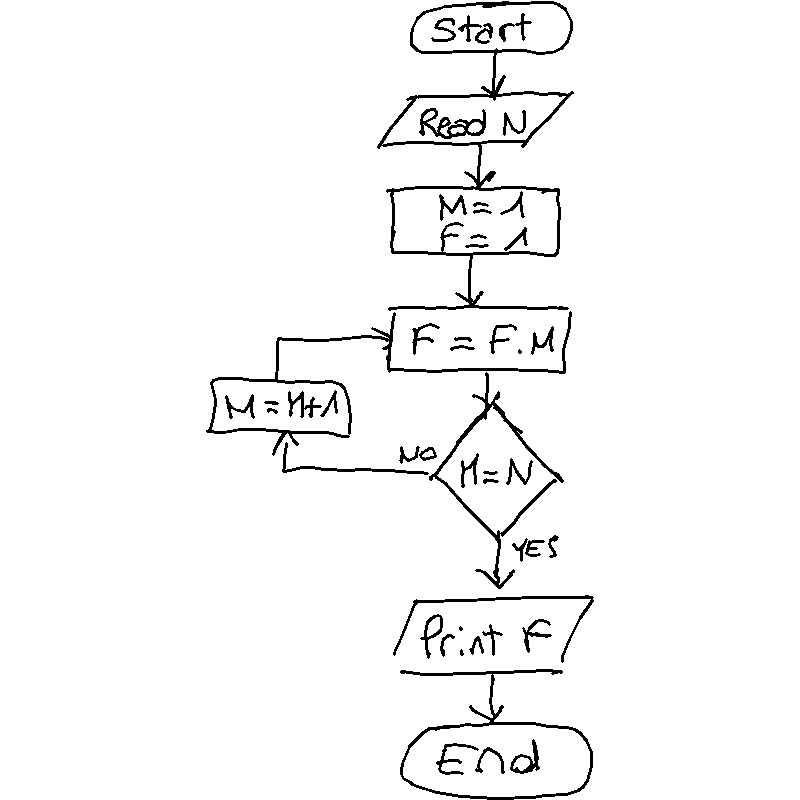 Start
Read N
M = 1
F = 1
F = F.M
M = M+1
NO
M = N
YES
Print F
End